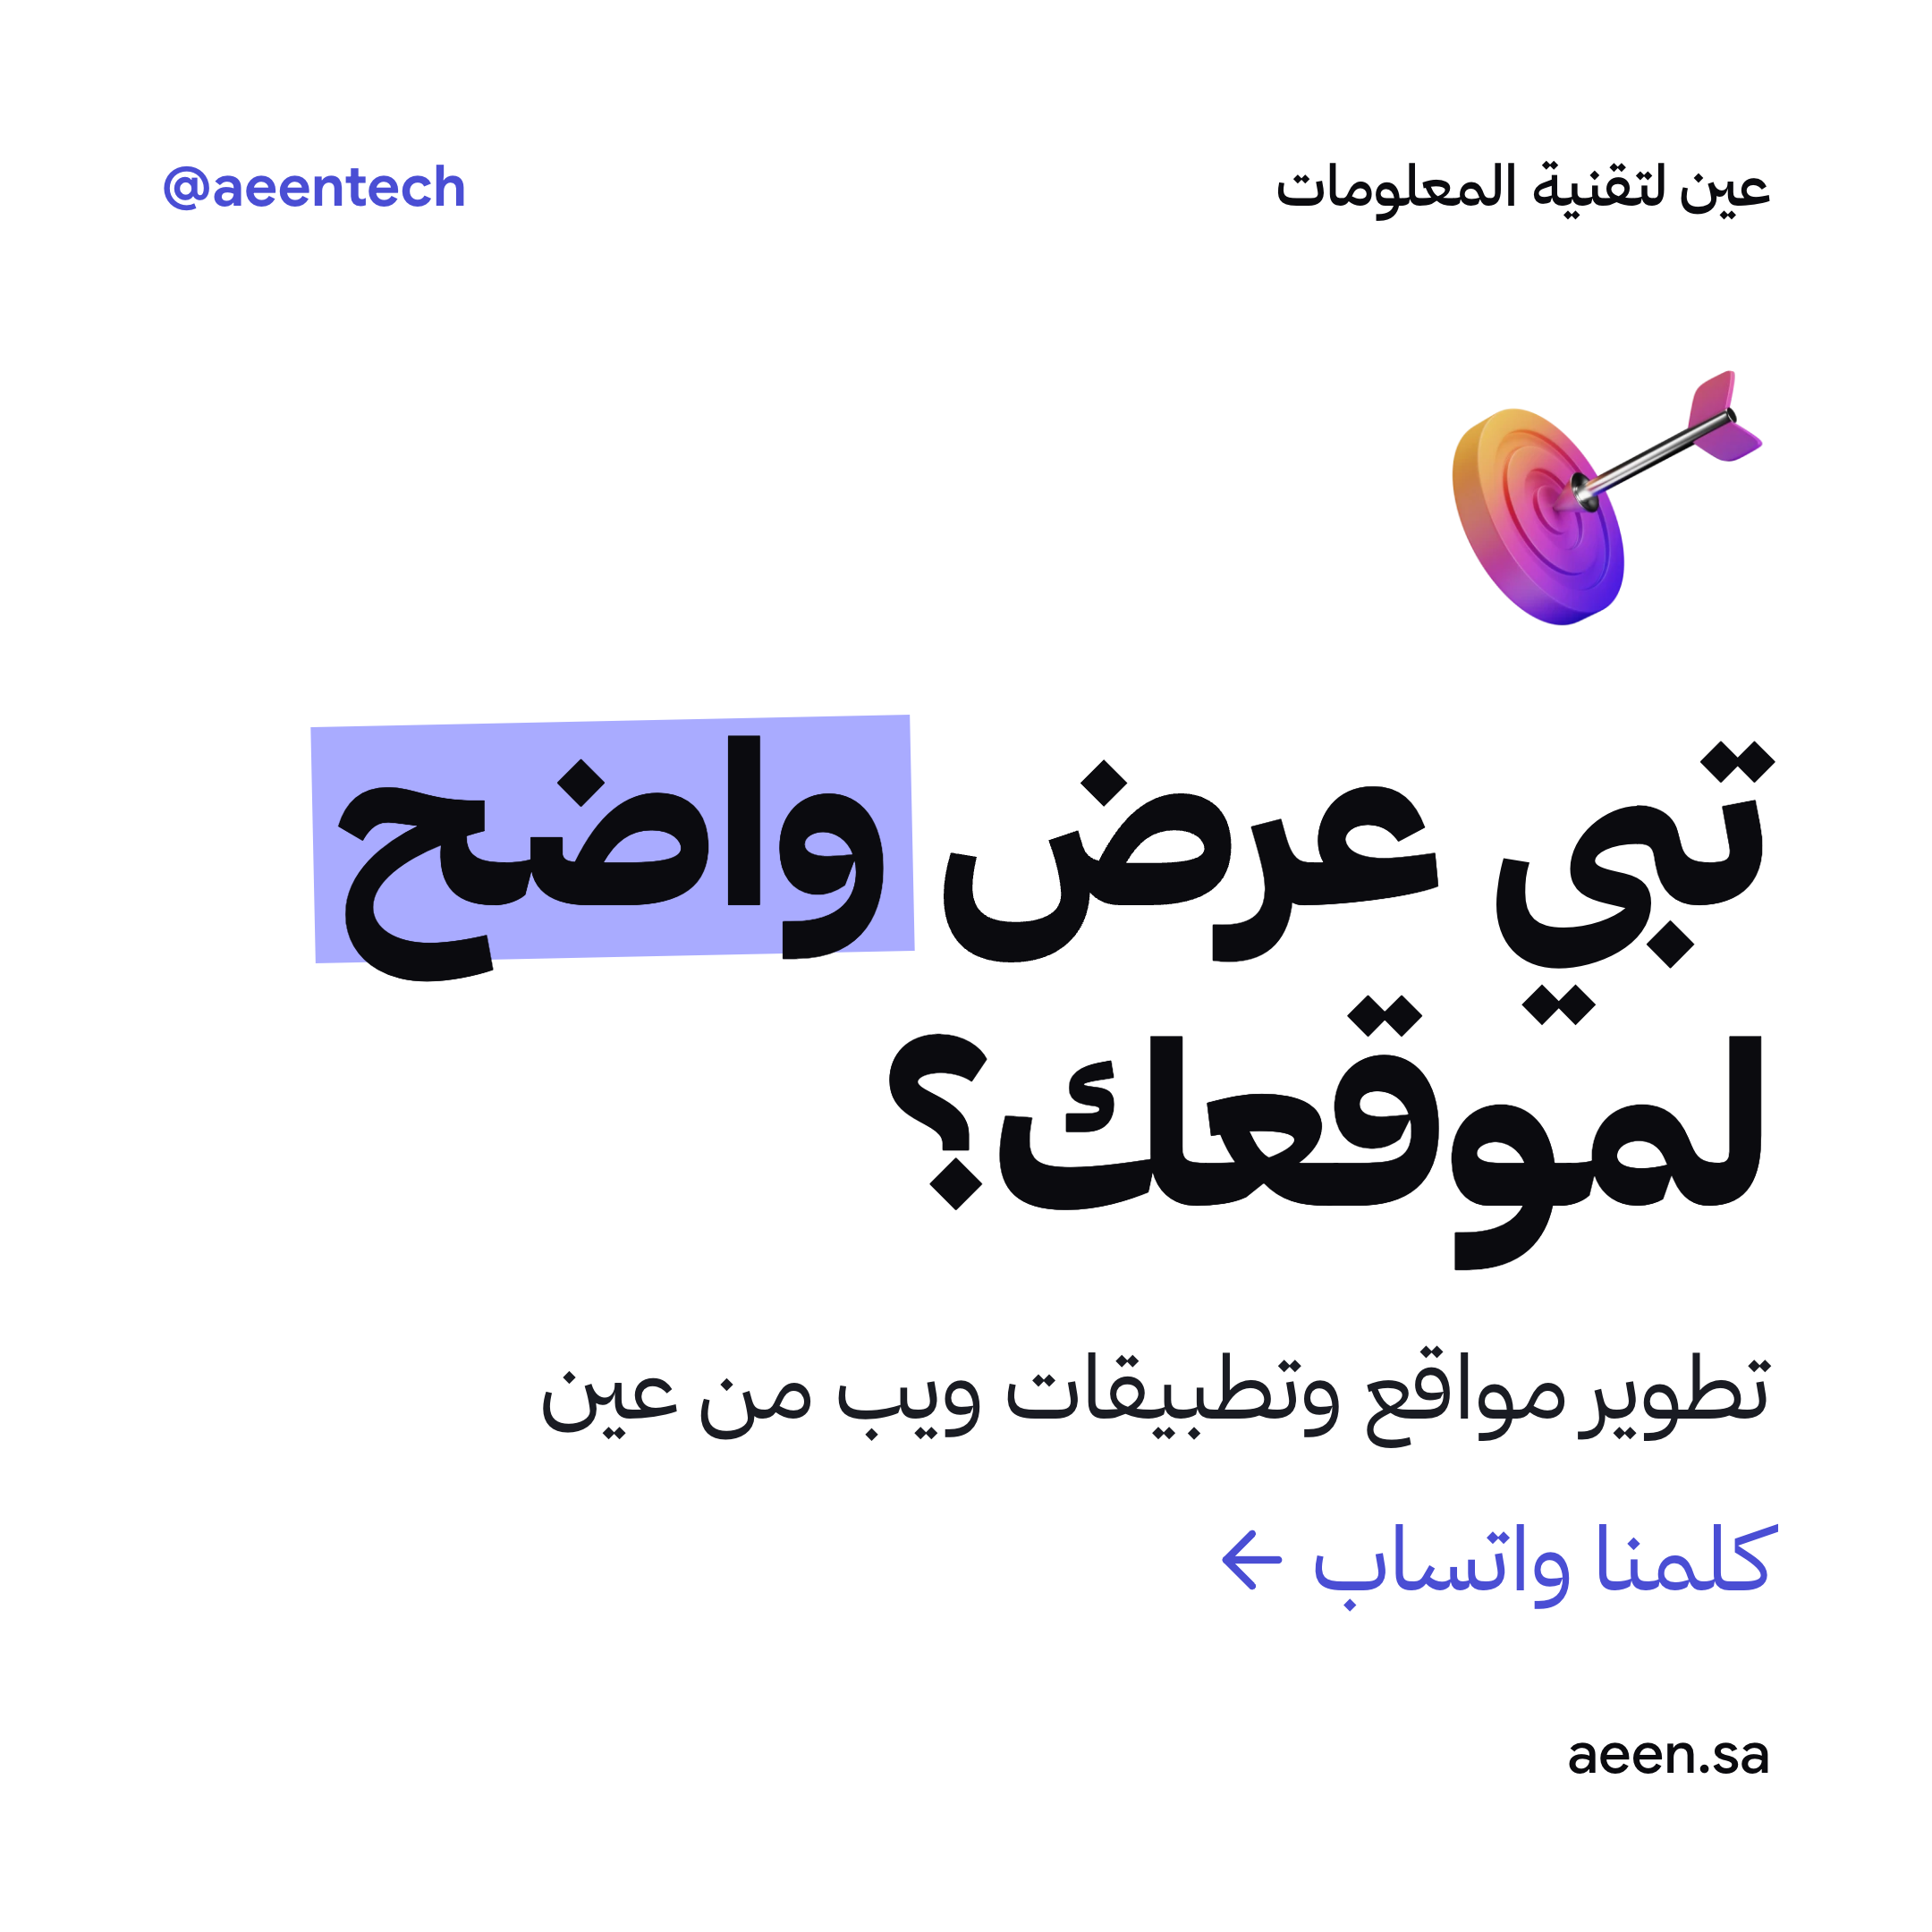 عين لتقنية المعلومات
@aeentech
تبي عرض واضح
لموقعك؟
تطوير مواقع وتطبيقات ويب من عين
كلمنا واتساب ←
aeen.sa